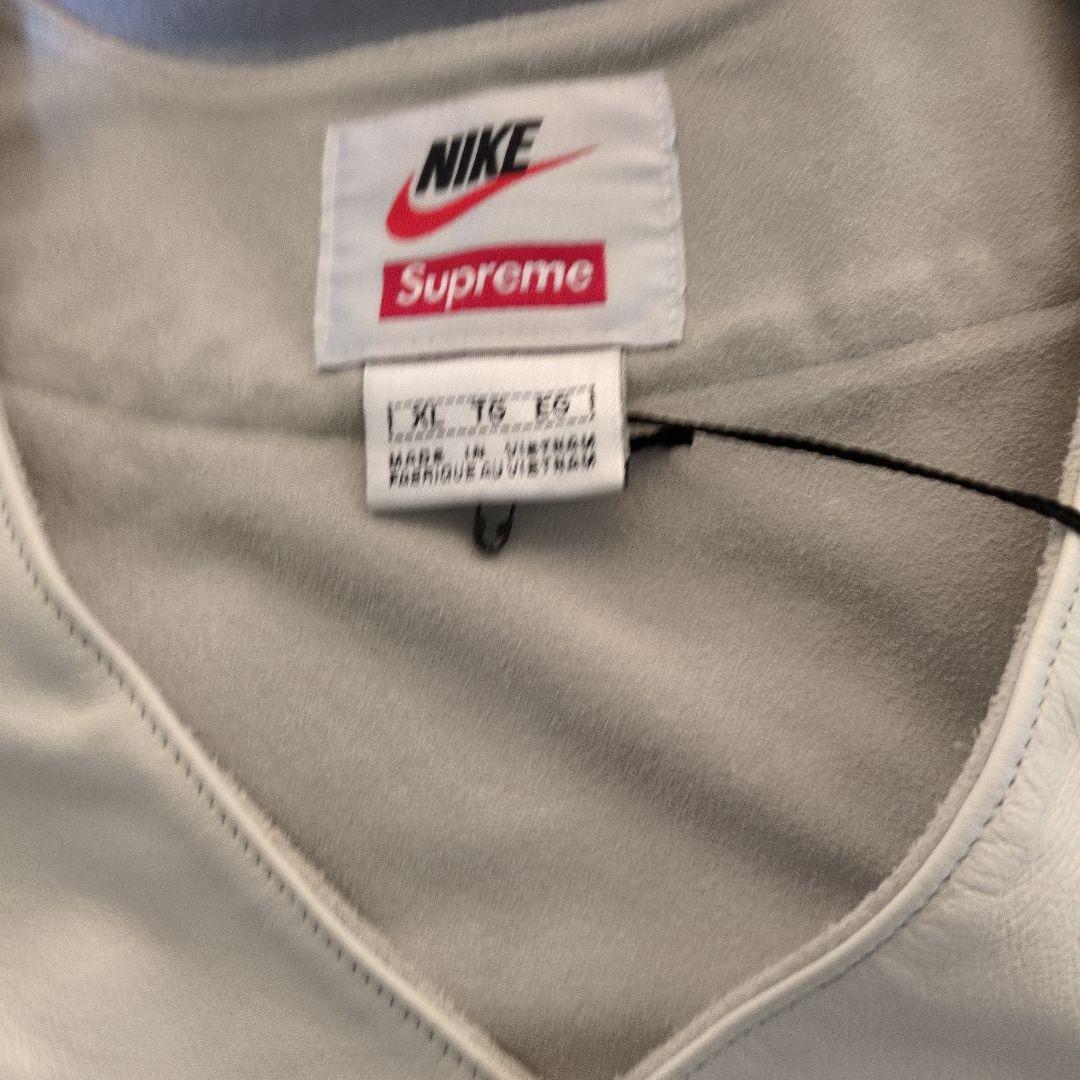 NIKE
Supreme
XL TG EG
MADE IN VIETNAM
FABRIQUE AU VIETNAM